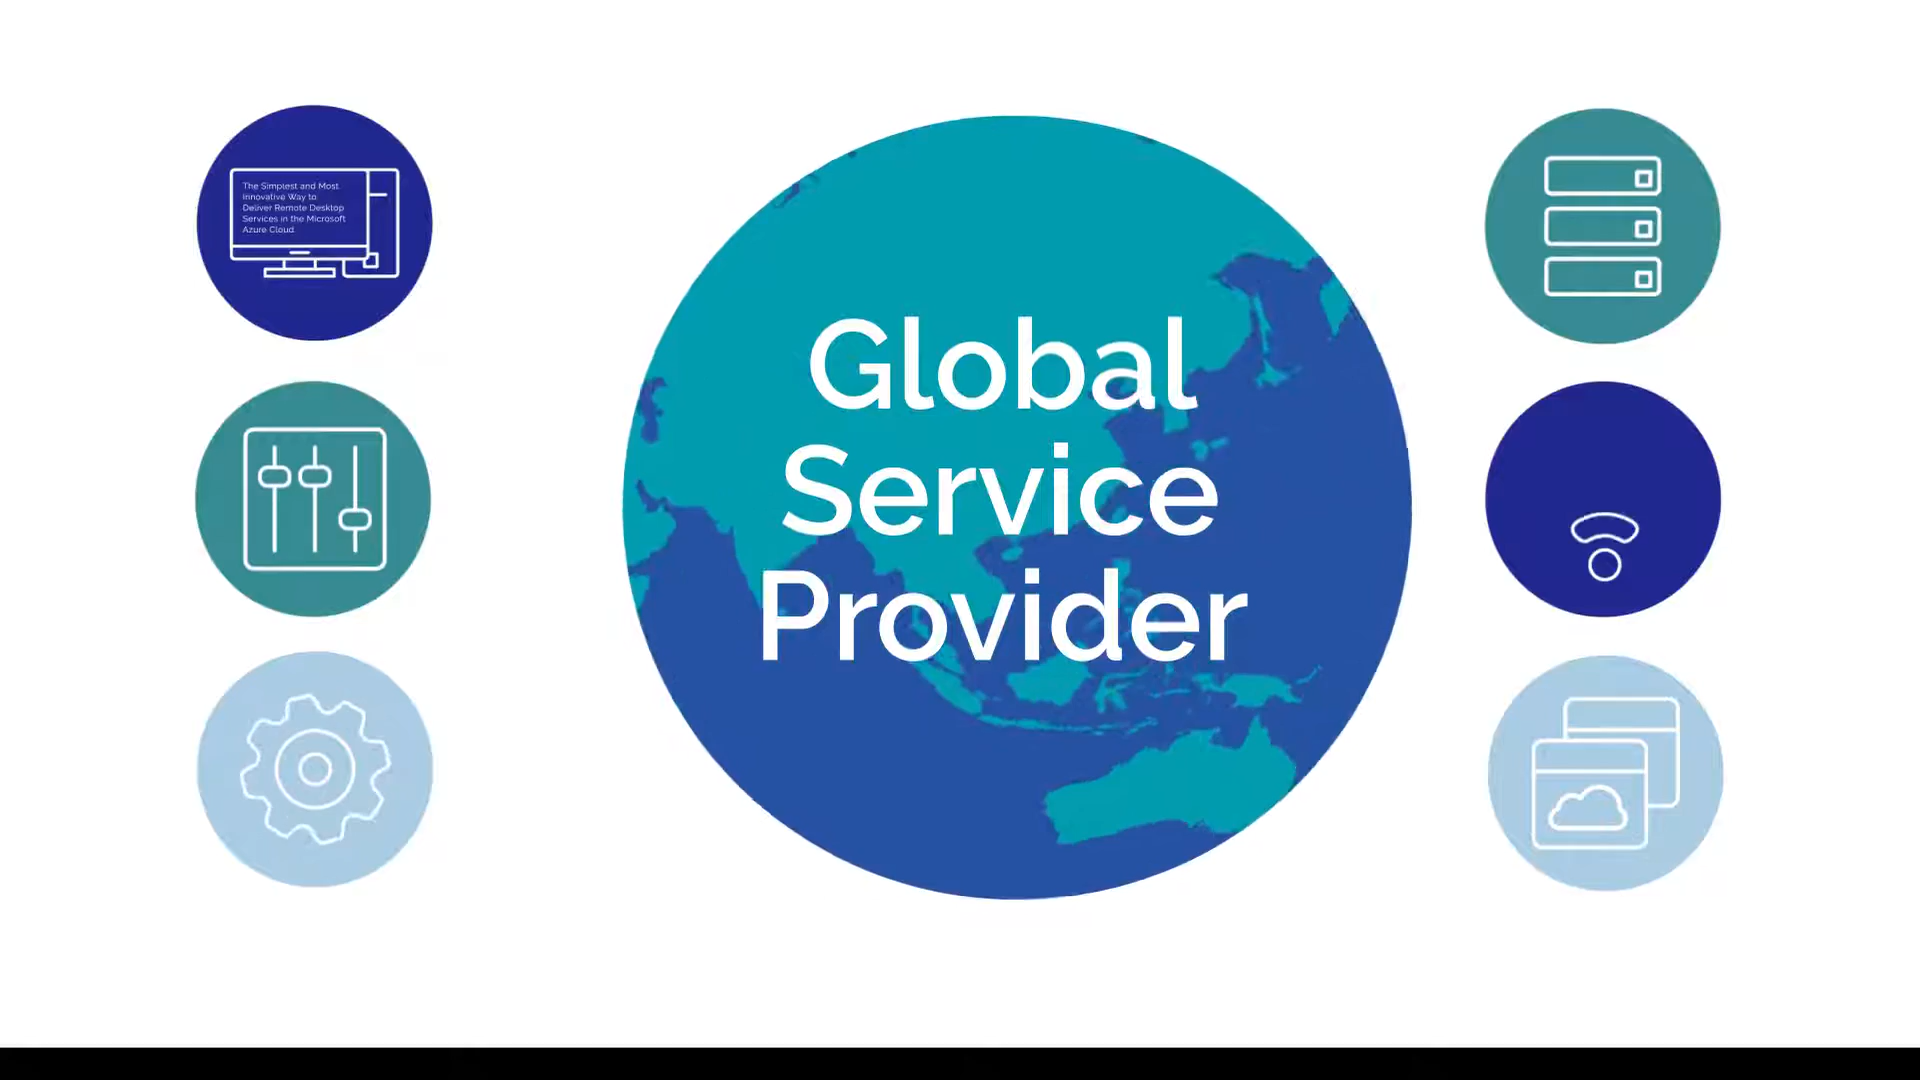 The Simplest and Most
Innovative Way to
Deliver Remote Desktop
Services in the Microsoft
Azure Cloud
Global
Service
Provider